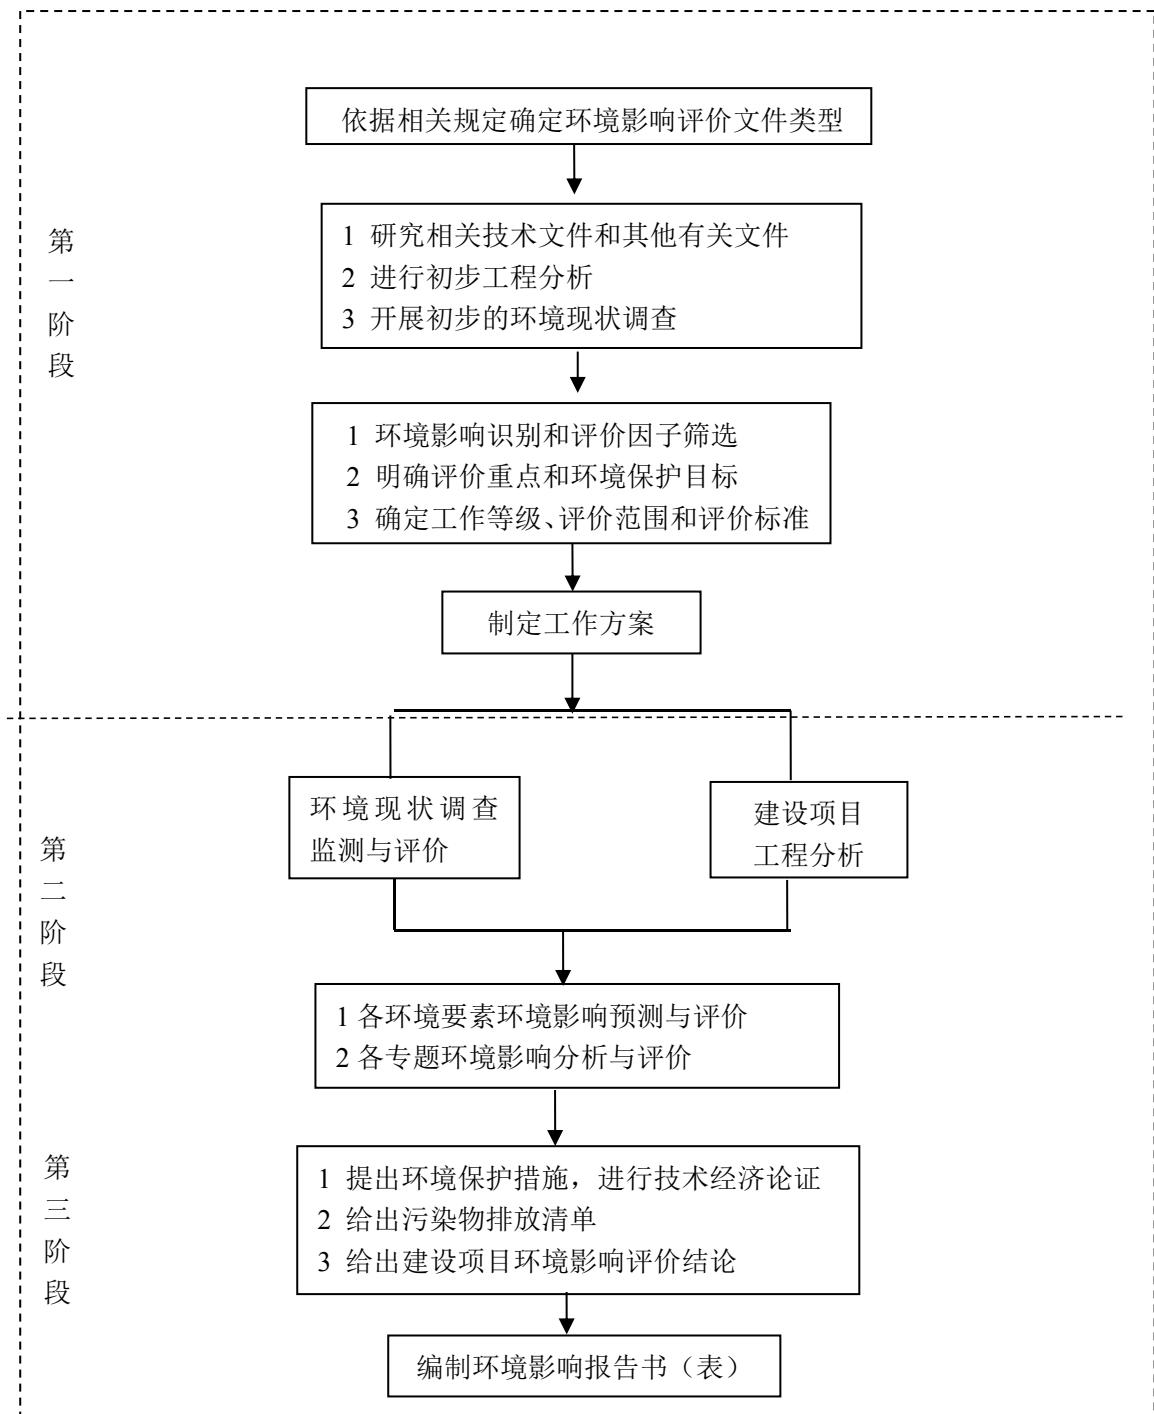 依据相关规定确定环境影响评价文件类型
第一阶段
1 研究相关技术文件和其他有关文件
2 进行初步工程分析
3 开展初步的环境现状调查
1 环境影响识别和评价因子筛选
2 明确评价重点和环境保护目标
3 确定工作等级、评价范围和评价标准
制定工作方案
第二阶段
环境现状调查
监测与评价
建设项目
工程分析
1 各环境要素环境影响预测与评价
2 各专题环境影响分析与评价
第三阶段
1 提出环境保护措施，进行技术经济论证
2 给出污染物排放清单
3 给出建设项目环境影响评价结论
编制环境影响报告书（表）